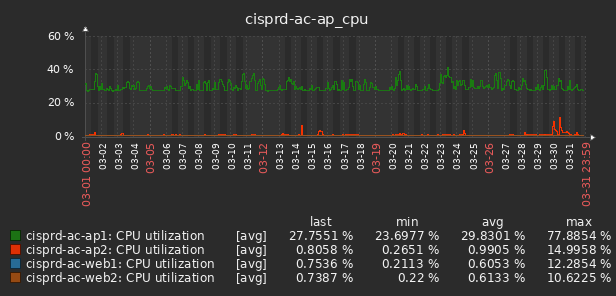 cisprd-ac-ap_cpu
60 %
40 %
20 %
0 %
03-01 00:00 03-02 03-03 03-04 03-05 03-06 03-07 03-08 03-09 03-10 03-11 03-12 03-13 03-14 03-15 03-16 03-17 03-18 03-19 03-20 03-21 03-22 03-23 03-24 03-25 03-26 03-27 03-28 03-29 03-30 03-31 03-31 23:59
last min avg max
cisprd-ac-ap1: CPU utilization [avg] 27.7551 % 23.6977 % 29.8301 % 77.8854 %
cisprd-ac-ap2: CPU utilization [avg] 0.8058 % 0.2651 % 0.9905 % 14.9958 %
cisprd-ac-web1: CPU utilization [avg] 0.7536 % 0.2113 % 0.6053 % 12.2854 %
cisprd-ac-web2: CPU utilization [avg] 0.7387 % 0.22 % 0.6133 % 10.6225 %